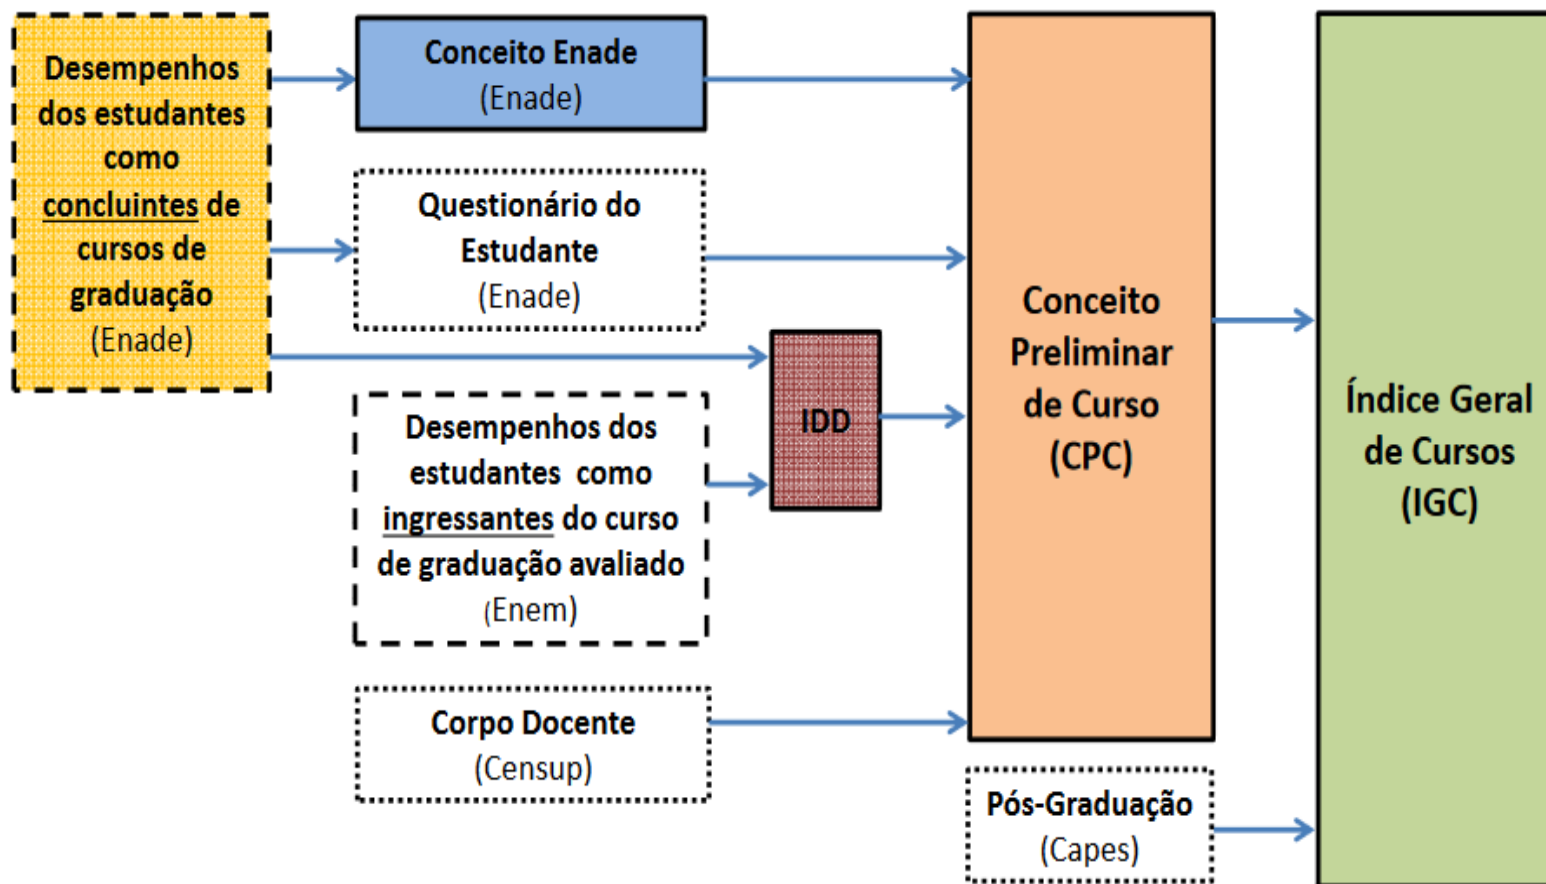 Desempenhos
dos estudantes
como
concluintes de
cursos de
graduação
(Enade)
Conceito Enade
(Enade)
Questionário do
Estudante
(Enade)
IDD
Desempenhos dos
estudantes como
ingressantes do curso
de graduação avaliado
(Enem)
Corpo Docente
(Censup)
Conceito
Preliminar
de Curso
(CPC)
Pós-Graduação
(Capes)
Índice Geral
de Cursos
(IGC)